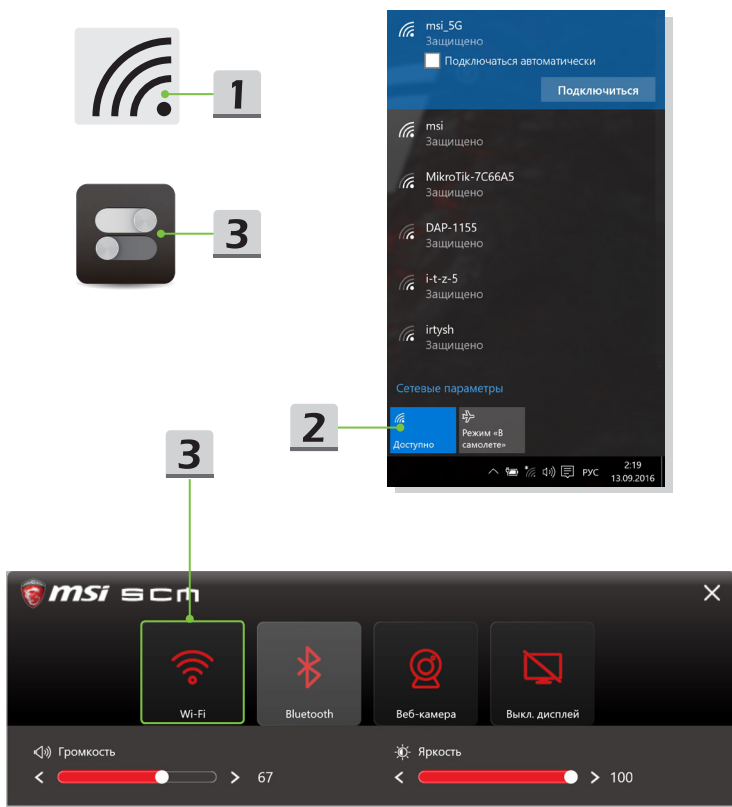 1
3
msi_5G
Защищено
Подключаться автоматически
Подключиться
msi
Защищено
MikroTik-7C66A5
Защищено
DAP-1155
Защищено
i-t-z-5
Защищено
irtysh
Защищено
Сетевые параметры
2
Доступно
Режим «В
самолете»
РУС
2:19
13.09.2016
3
msi SCM
Wi-Fi
Bluetooth
Веб-камера
Выкл. дисплей
Громкость
67
Яркость
100